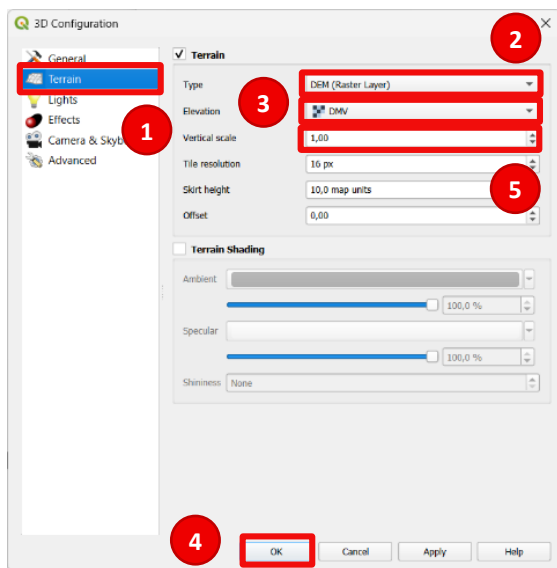 3D Configuration
2
General
Terrain
Lights
Effects
Camera & Skyb
Advanced
1
Terrain
Type DEM (Raster Layer)
3
Elevation DMV
Vertical scale 1,00
Tile resolution 16 px
Skirt height 10,0 map units
5
Offset 0,00
Terrain Shading
Ambient
100,0 %
Specular
100,0 %
Shininess None
4
OK Cancel Apply Help